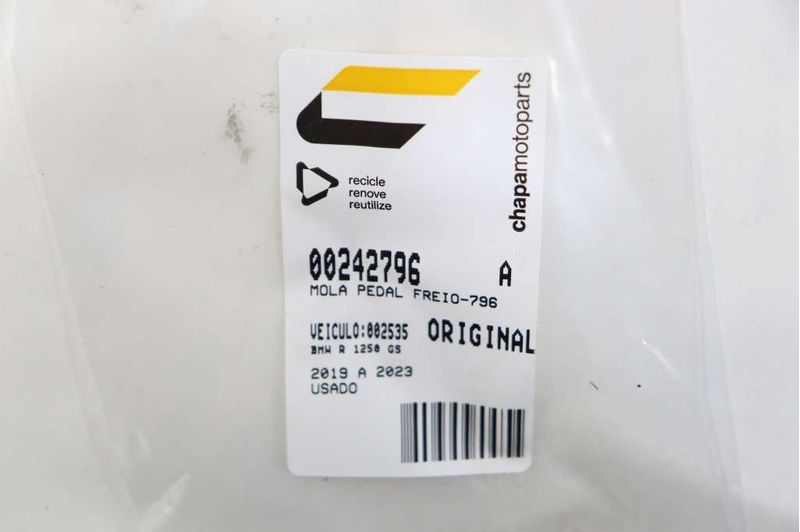 chapamotoparts
recicle
renove
reutilize
00242796 A
MOLA PEDAL FREIO-796
VEICULO:002535 ORIGINAL
BMW R 1250 GS
2019 A 2023
USADO